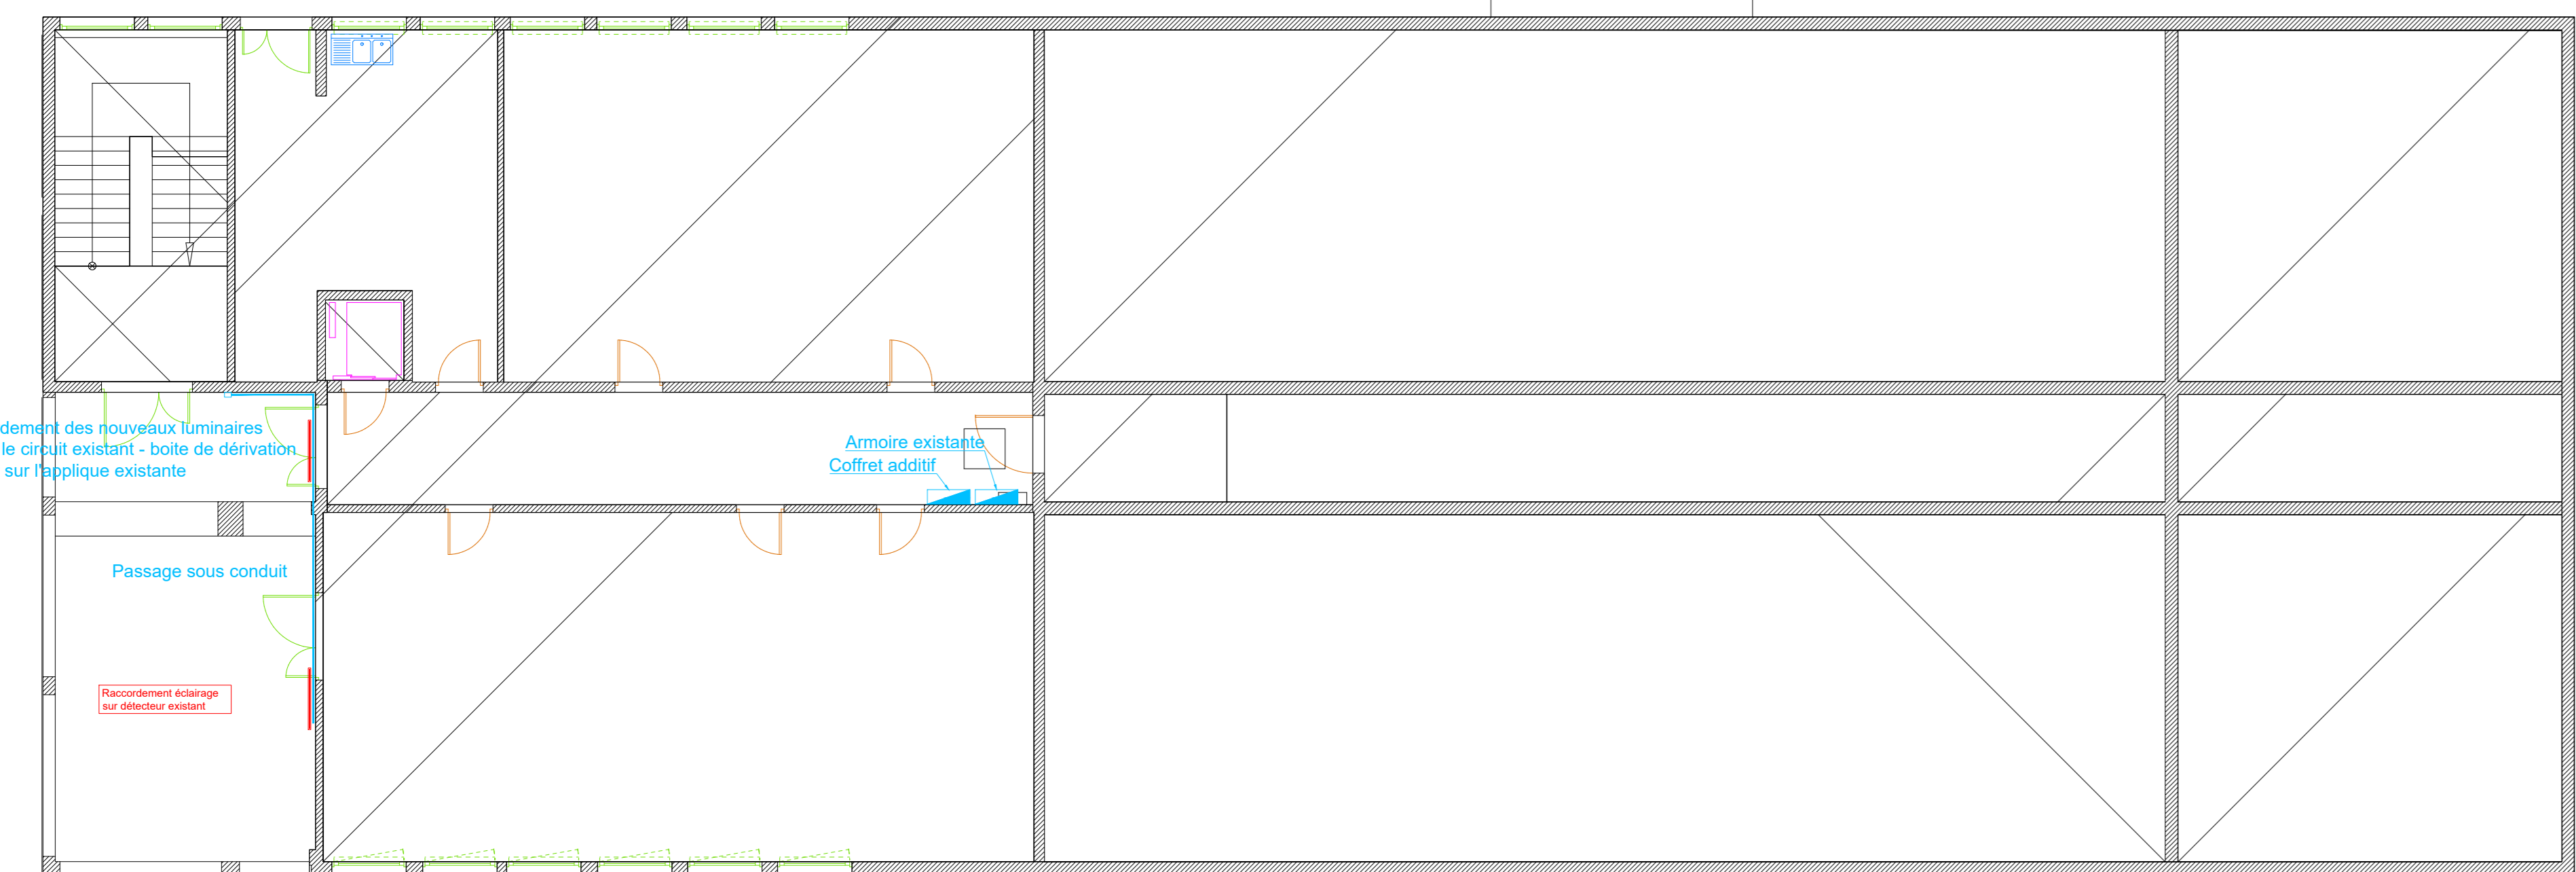 des nouveaux luminaires
le circuit existant - boite de dérivation
sur l'applique existante
Armoire existante
Coffret additif
Passage sous conduit
Raccordement éclairage
sur détecteur existant